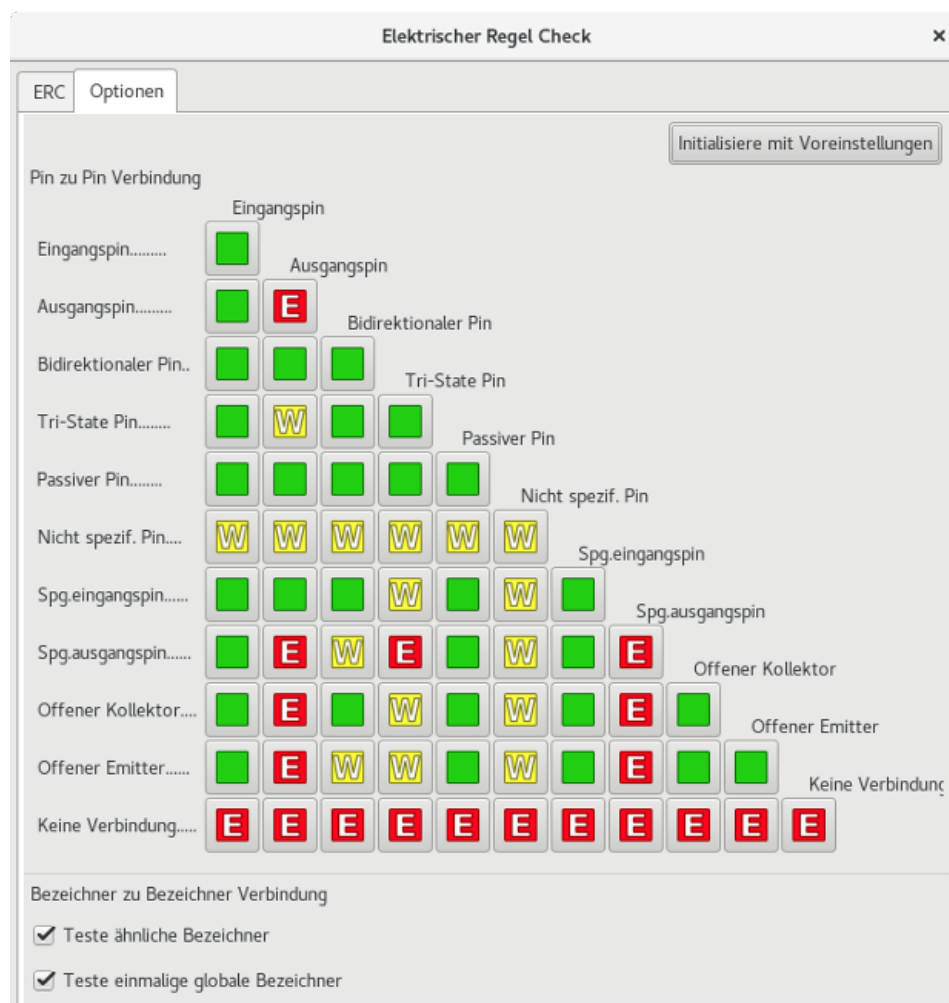 Elektrischer Regel Check ×
ERC Optionen
Initialisiere mit Voreinstellungen
Pin zu Pin Verbindung
Eingangspin
Eingangspin.........
Ausgangspin
Ausgangspin......... E
Bidirektionaler Pin
Bidirektionaler Pin..
Tri-State Pin
Tri-State Pin........ W
Passiver Pin
Passiver Pin........
Nicht spezif. Pin
Nicht spezif. Pin.... W W W W W W
Spg.eingangspin
Spg.eingangspin...... W W
Spg.ausgangspin
Spg.ausgangspin...... E W E W E
Offener Kollektor
Offener Kollektor.... E W W E
Offener Emitter
Offener Emitter...... E W W W E
Keine Verbindung
Keine Verbindung..... E E E E E E E E E E E
Bezeichner zu Bezeichner Verbindung
Teste ähnliche Bezeichner
Teste einmalige globale Bezeichner